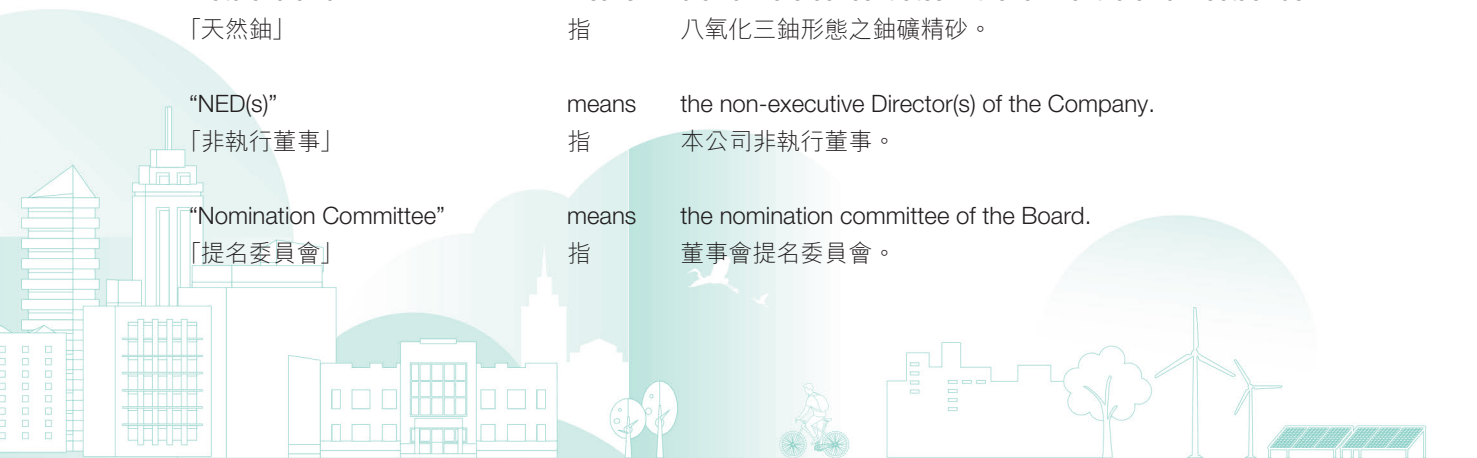 「天然鈾」 指 八氧化三鈾形態之鈾礦精砂。
“NED(s)” means the non-executive Director(s) of the Company.
「非執行董事」 指 本公司非執行董事。
“Nomination Committee” means the nomination committee of the Board.
「提名委員會」 指 董事會提名委員會。